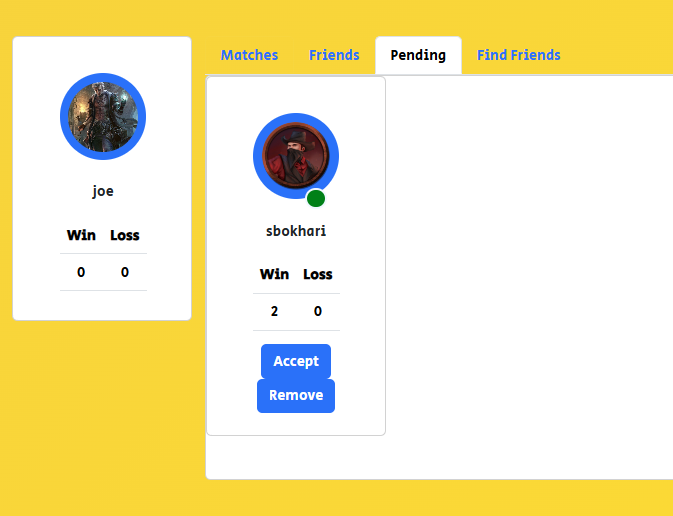 Matches Friends Pending Find Friends
joe
Win Loss
0 0
sbokhari
Win Loss
2 0
Accept
Remove